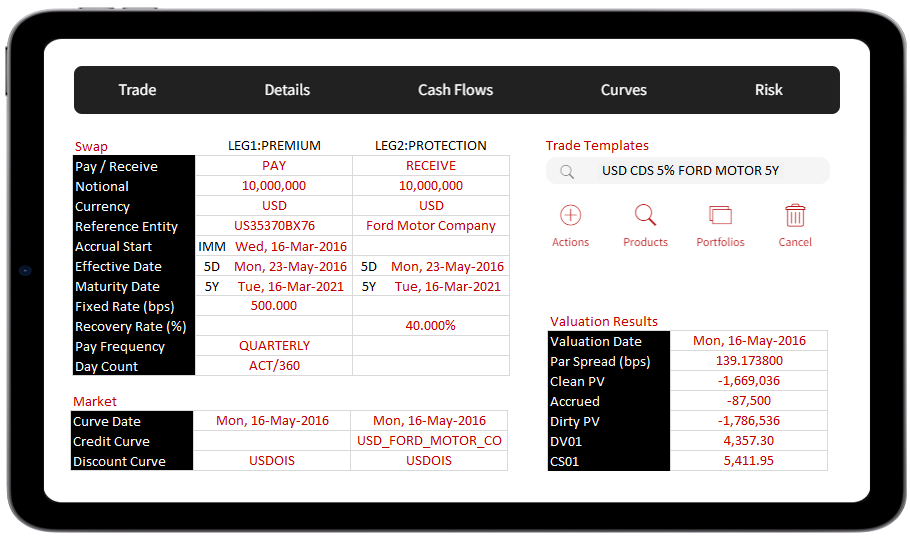 Trade Details Cash Flows Curves Risk
Swap LEG1:PREMIUM LEG2:PROTECTION
Pay / Receive PAY RECEIVE
Notional 10,000,000 10,000,000
Currency USD USD
Reference Entity US35370BX76 Ford Motor Company
Accrual Start IMM Wed, 16-Mar-2016
Effective Date 5D Mon, 23-May-2016 5D Mon, 23-May-2016
Maturity Date 5Y Tue, 16-Mar-2021 5Y Tue, 16-Mar-2021
Fixed Rate (bps) 500.000
Recovery Rate (%) 40.000%
Pay Frequency QUARTERLY
Day Count ACT/360
Market
Curve Date Mon, 16-May-2016 Mon, 16-May-2016
Credit Curve USD_FORD_MOTOR_CO
Discount Curve USDOIS USDOIS
Trade Templates
USD CDS 5% FORD MOTOR 5Y
Actions Products Portfolios Cancel
Valuation Results
Valuation Date Mon, 16-May-2016
Par Spread (bps) 139.173800
Clean PV -1,669,036
Accrued -87,500
Dirty PV -1,786,536
DV01 4,357.30
CS01 5,411.95